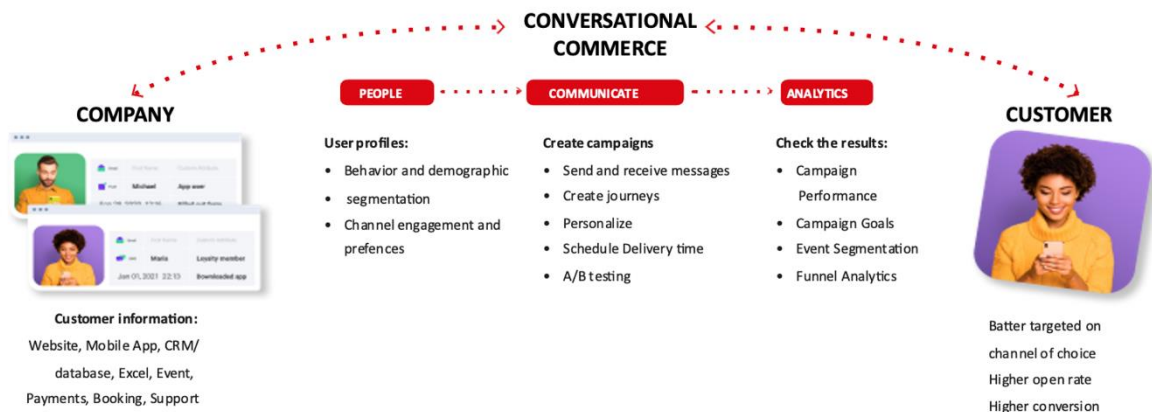 CONVERSATIONAL
COMMERCE
PEOPLE
COMMUNICATE
ANALYTICS
COMPANY
CUSTOMER
Michael App user
Maria Loyalty member
Jan 01, 2021 22:15 Downloaded app
Customer information:
Website, Mobile App, CRM/
database, Excel, Event,
Payments, Booking, Support
User profiles:
• Behavior and demographic
• segmentation
• Channel engagement and
prefences
Create campaigns
• Send and receive messages
• Create journeys
• Personalize
• Schedule Delivery time
• A/B testing
Check the results:
• Campaign
Performance
• Campaign Goals
• Event Segmentation
• Funnel Analytics
Batter targeted on
channel of choice
Higher open rate
Higher conversion